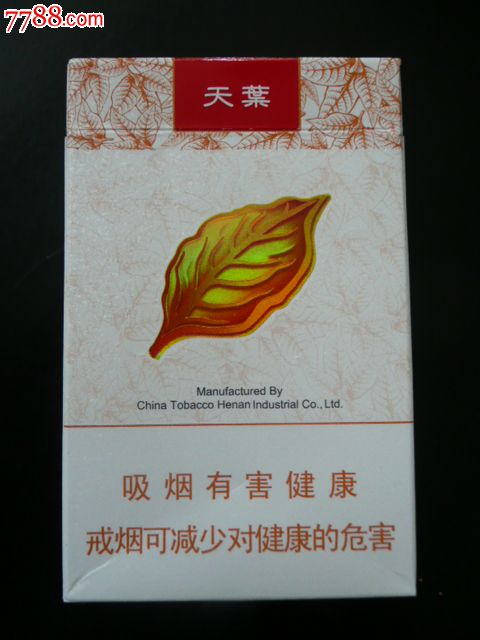 7788.com
天葉
Manufactured By
China Tobacco Henan Industrial Co., Ltd.
吸烟有害健康
戒烟可减少对健康的危害